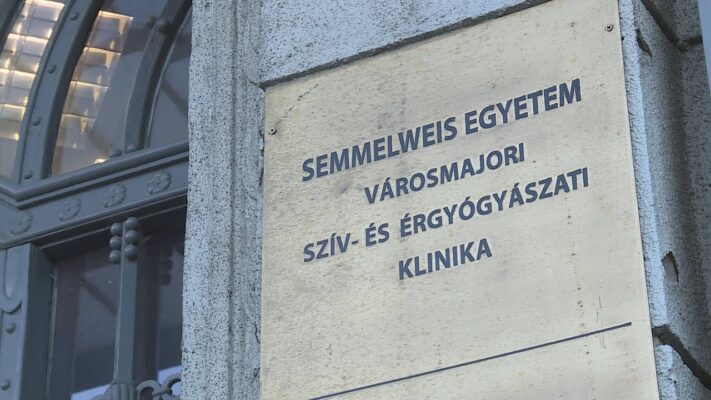 SEMMELWEIS EGYETEM
VÁROSMAJORI
SZÍV- ÉS ÉRGYÓGYÁSZATI
KLINIKA